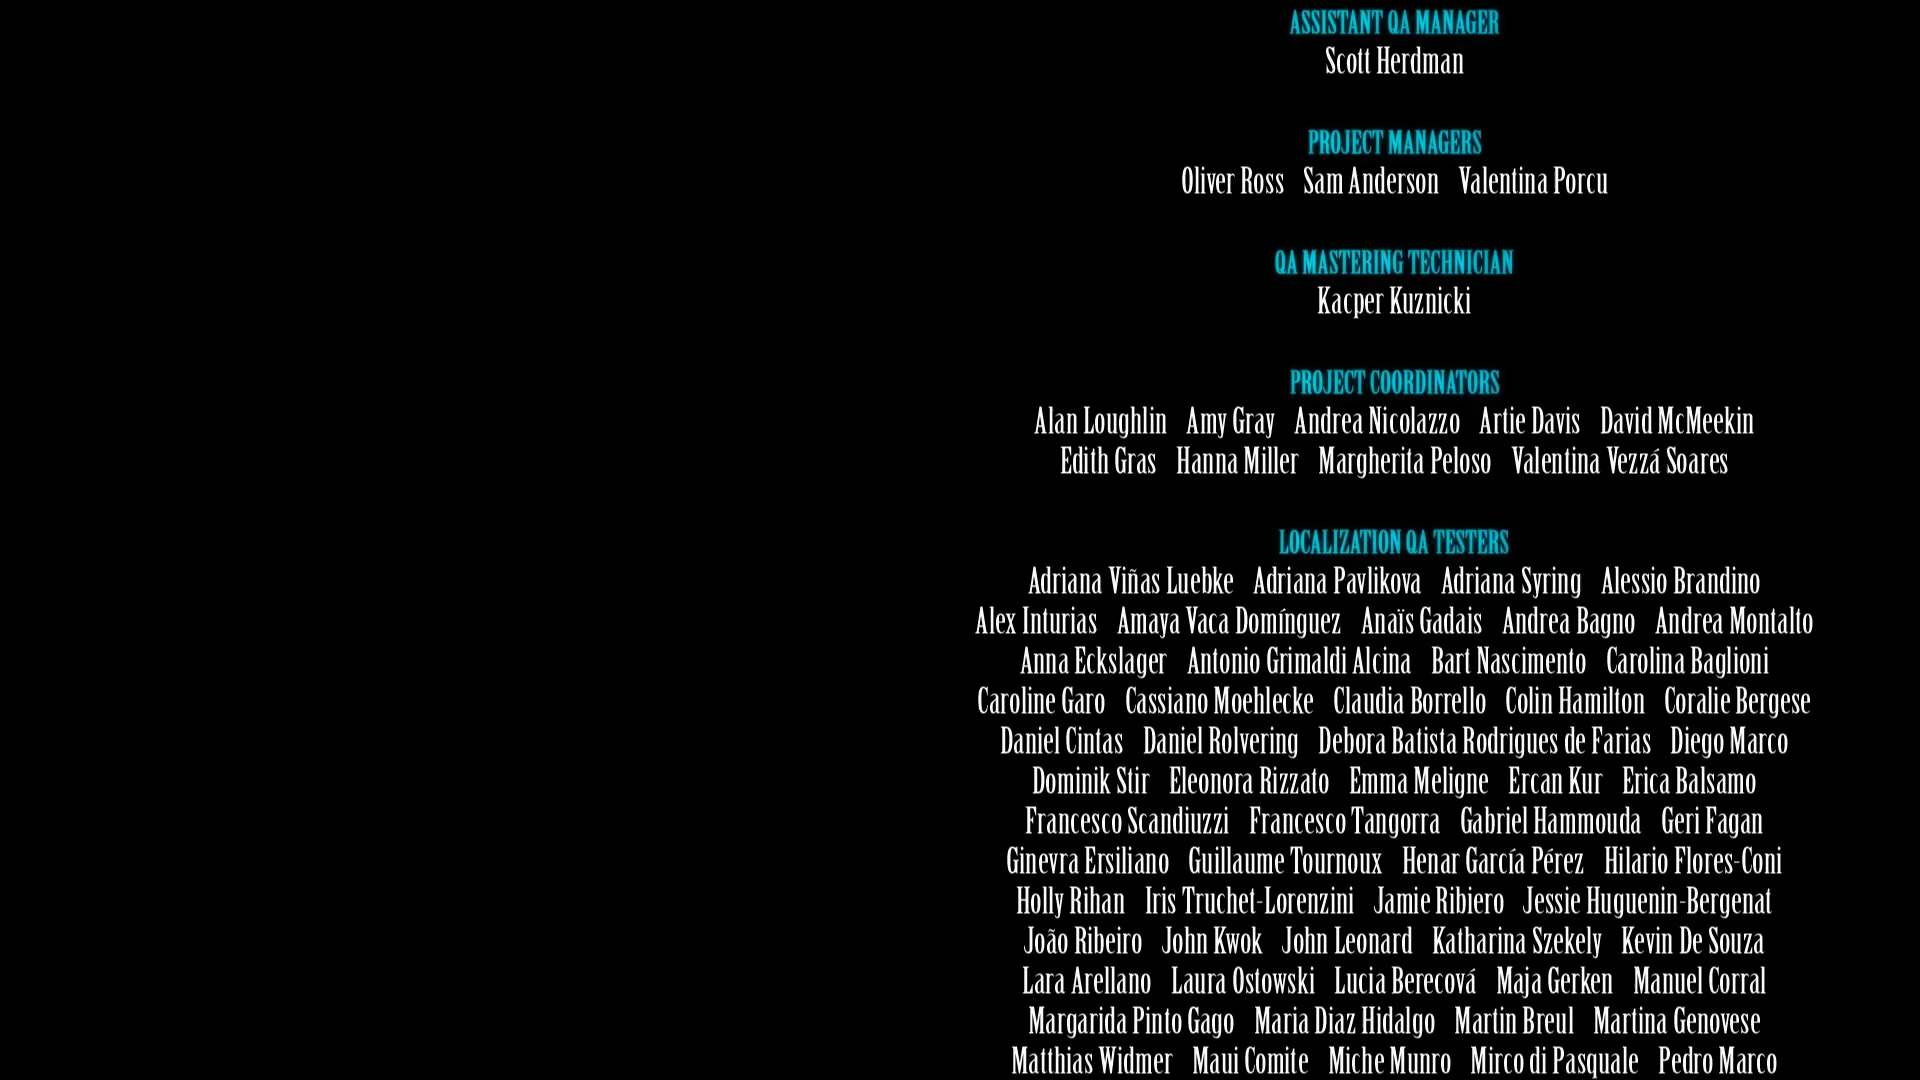 ASSISTANT QA MANAGER
Scott Herdman
PROJECT MANAGERS
Oliver Ross Sam Anderson Valentina Porcu
QA MASTERING TECHNICIAN
Kacper Kuznicki
PROJECT COORDINATORS
Alan Loughlin Amy Gray Andrea Nicolazzo Artie Davis David McMeekin
Edith Gras Hanna Miller Margherita Peloso Valentina Vezzá Soares
LOCALIZATION QA TESTERS
Adriana Viñas Luebke Adriana Pavlikova Adriana Syring Alessio Brandino
Alex Inturias Amaya Vaca Domínguez Anaïs Gadais Andrea Bagno Andrea Montalto
Anna Eckslager Antonio Grimaldi Alcina Bart Nascimento Carolina Baglioni
Caroline Garo Cassiano Moehlecke Claudia Borrello Colin Hamilton Coralie Bergese
Daniel Cintas Daniel Rolvering Debora Batista Rodrigues de Farias Diego Marco
Dominik Stir Eleonora Rizzato Emma Meligne Ercan Kur Erica Balsamo
Francesco Scandiuzzi Francesco Tangorra Gabriel Hammouda Geri Fagan
Ginevra Ersiliano Guillaume Tournoux Henar García Pérez Hilario Flores-Coni
Holly Rihan Iris Truchet-Lorenzini Jamie Ribiero Jessie Huguenin-Bergenat
João Ribeiro John Kwok John Leonard Katharina Szekely Kevin De Souza
Lara Arellano Laura Ostowski Lucia Berecová Maja Gerken Manuel Corral
Margarida Pinto Gago Maria Diaz Hidalgo Martin Breul Martina Genovese
Matthias Widmer Maui Comite Miche Munro Mirco di Pasquale Pedro Marco